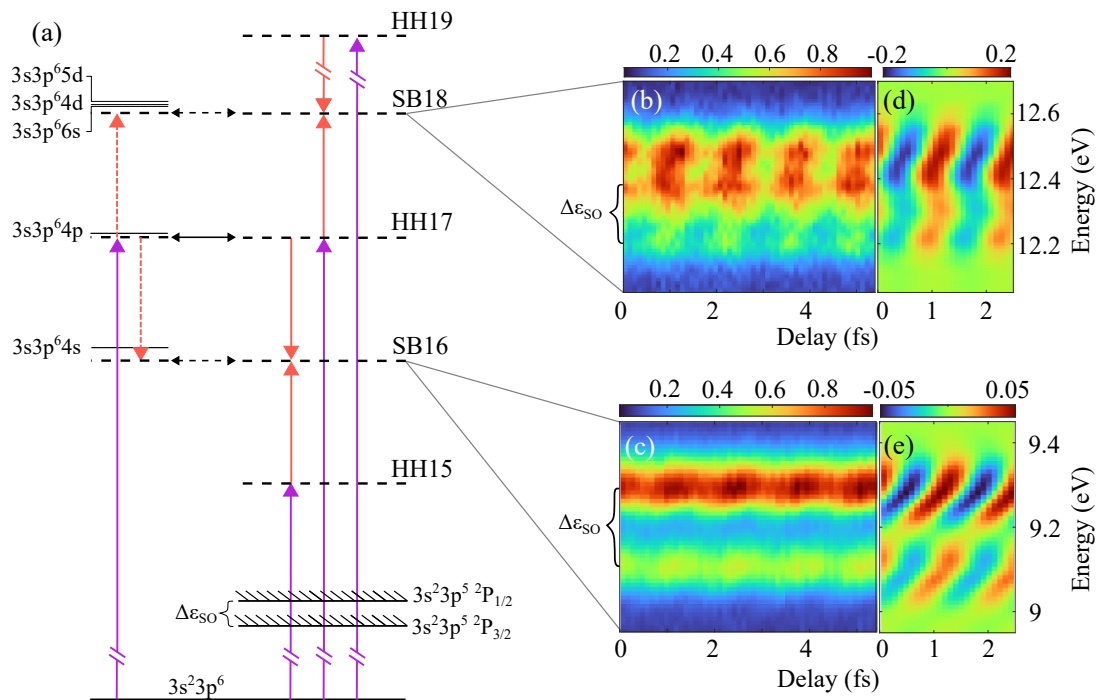 (a)
HH19
3s3p⁶5d
3s3p⁶4d
3s3p⁶6s
SB18
3s3p⁶4p
HH17
3s3p⁶4s
SB16
HH15
3s²3p⁵ ²P₁/₂
Δε_SO
3s²3p⁵ ²P₃/₂
3s²3p⁶
0.2 0.4 0.6 0.8
-0.2 0.2
(b)
(d)
12.6
12.4
12.2
Energy (eV)
Δε_SO
0 2 4
0 1 2
Delay (fs)
0.2 0.4 0.6 0.8
-0.05 0.05
(c)
(e)
9.4
9.2
9
Energy (eV)
Δε_SO
0 2 4
0 2
Delay (fs)